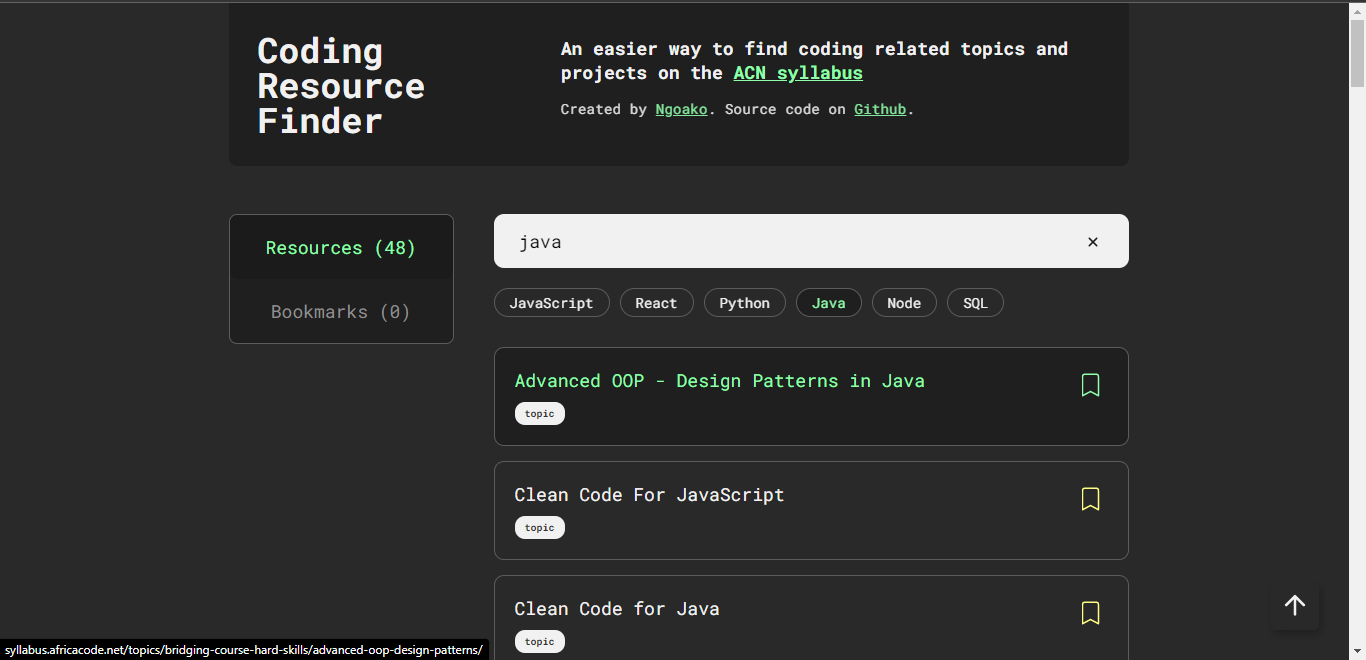 Coding
Resource
Finder
An easier way to find coding related topics and
projects on the ACN syllabus
Created by Ngoako. Source code on Github.
Resources (48)
Bookmarks (0)
java
JavaScript React Python Java Node SQL
Advanced OOP - Design Patterns in Java
topic
Clean Code For JavaScript
topic
Clean Code for Java
topic
syllabus.africacode.net/topics/bridging-course-hard-skills/advanced-oop-design-patterns/